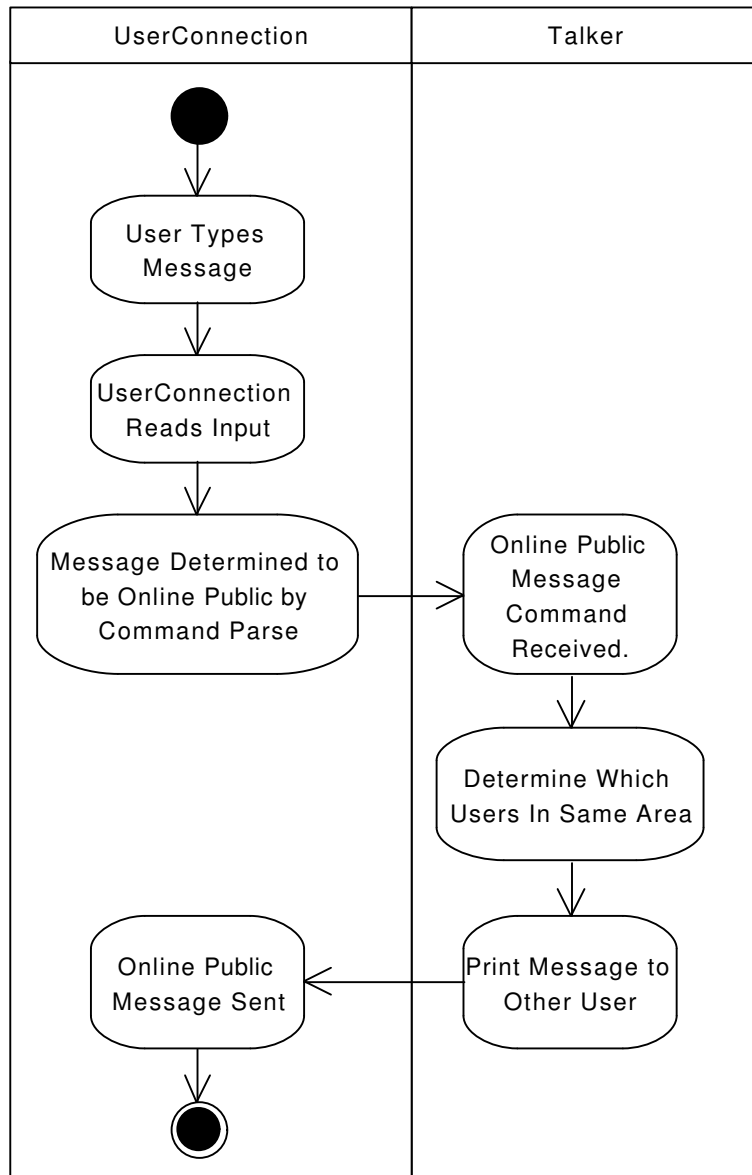 UserConnection
Talker
User Types
Message
UserConnection
Reads Input
Message Determined to
be Online Public by
Command Parse
Online Public
Message
Command
Received.
Determine Which
Users In Same Area
Print Message to
Other User
Online Public
Message Sent